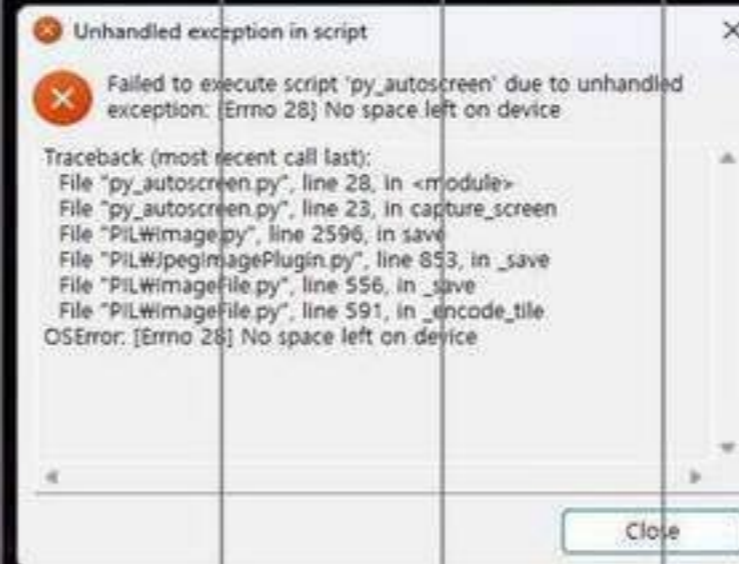 Unhandled exception in script
Failed to execute script 'py_autoscreen' due to unhandled
exception: [Errno 28] No space left on device
Traceback (most recent call last):
File "py_autoscreen.py", line 28, in <module>
File "py_autoscreen.py", line 23, in capture_screen
File "PIL₩Image.py", line 2596, in save
File "PIL₩JpegImagePlugin.py", line 853, in _save
File "PIL₩ImageFile.py", line 556, in _save
File "PIL₩ImageFile.py", line 591, in _encode_tile
OSError: [Errno 28] No space left on device
Close